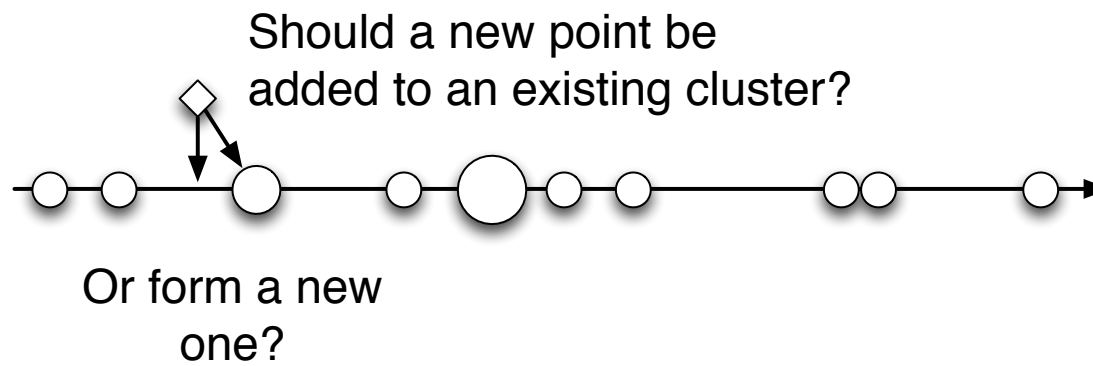 Should a new point be
added to an existing cluster?
Or form a new
one?